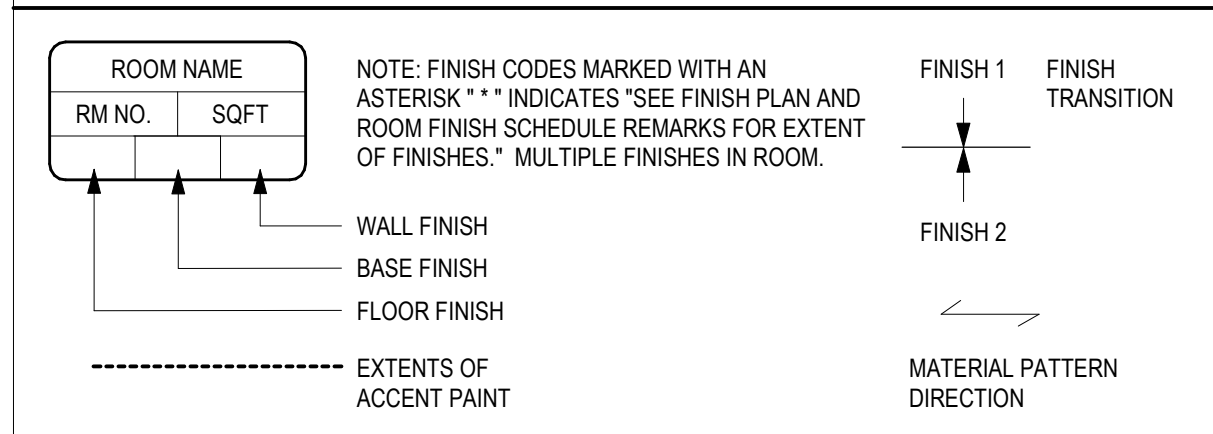 ROOM NAME
RM NO. SQFT
NOTE: FINISH CODES MARKED WITH AN
ASTERISK " * " INDICATES "SEE FINISH PLAN AND
ROOM FINISH SCHEDULE REMARKS FOR EXTENT
OF FINISHES." MULTIPLE FINISHES IN ROOM.
WALL FINISH
BASE FINISH
FLOOR FINISH
EXTENTS OF
ACCENT PAINT
FINISH 1
FINISH
TRANSITION
FINISH 2
MATERIAL PATTERN
DIRECTION